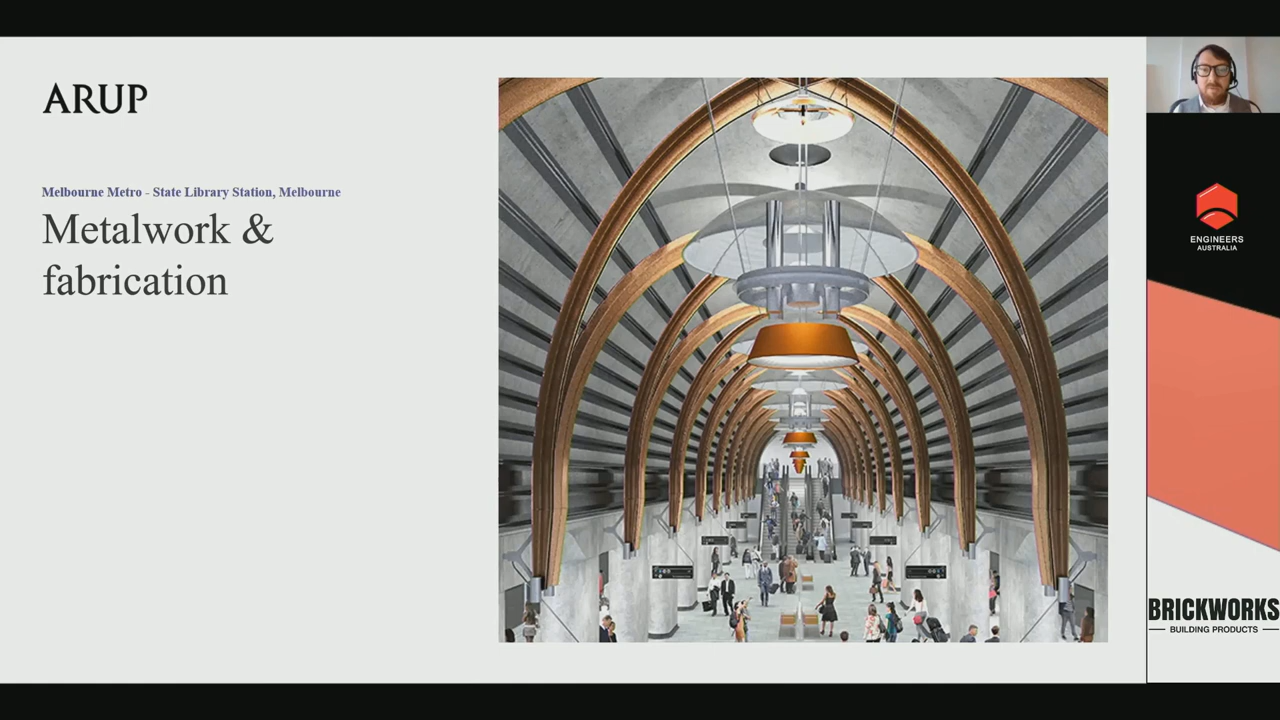 ARUP
Melbourne Metro - State Library Station, Melbourne
Metalwork &
fabrication
ENGINEERS
AUSTRALIA
BRICKWORKS
BUILDING PRODUCTS